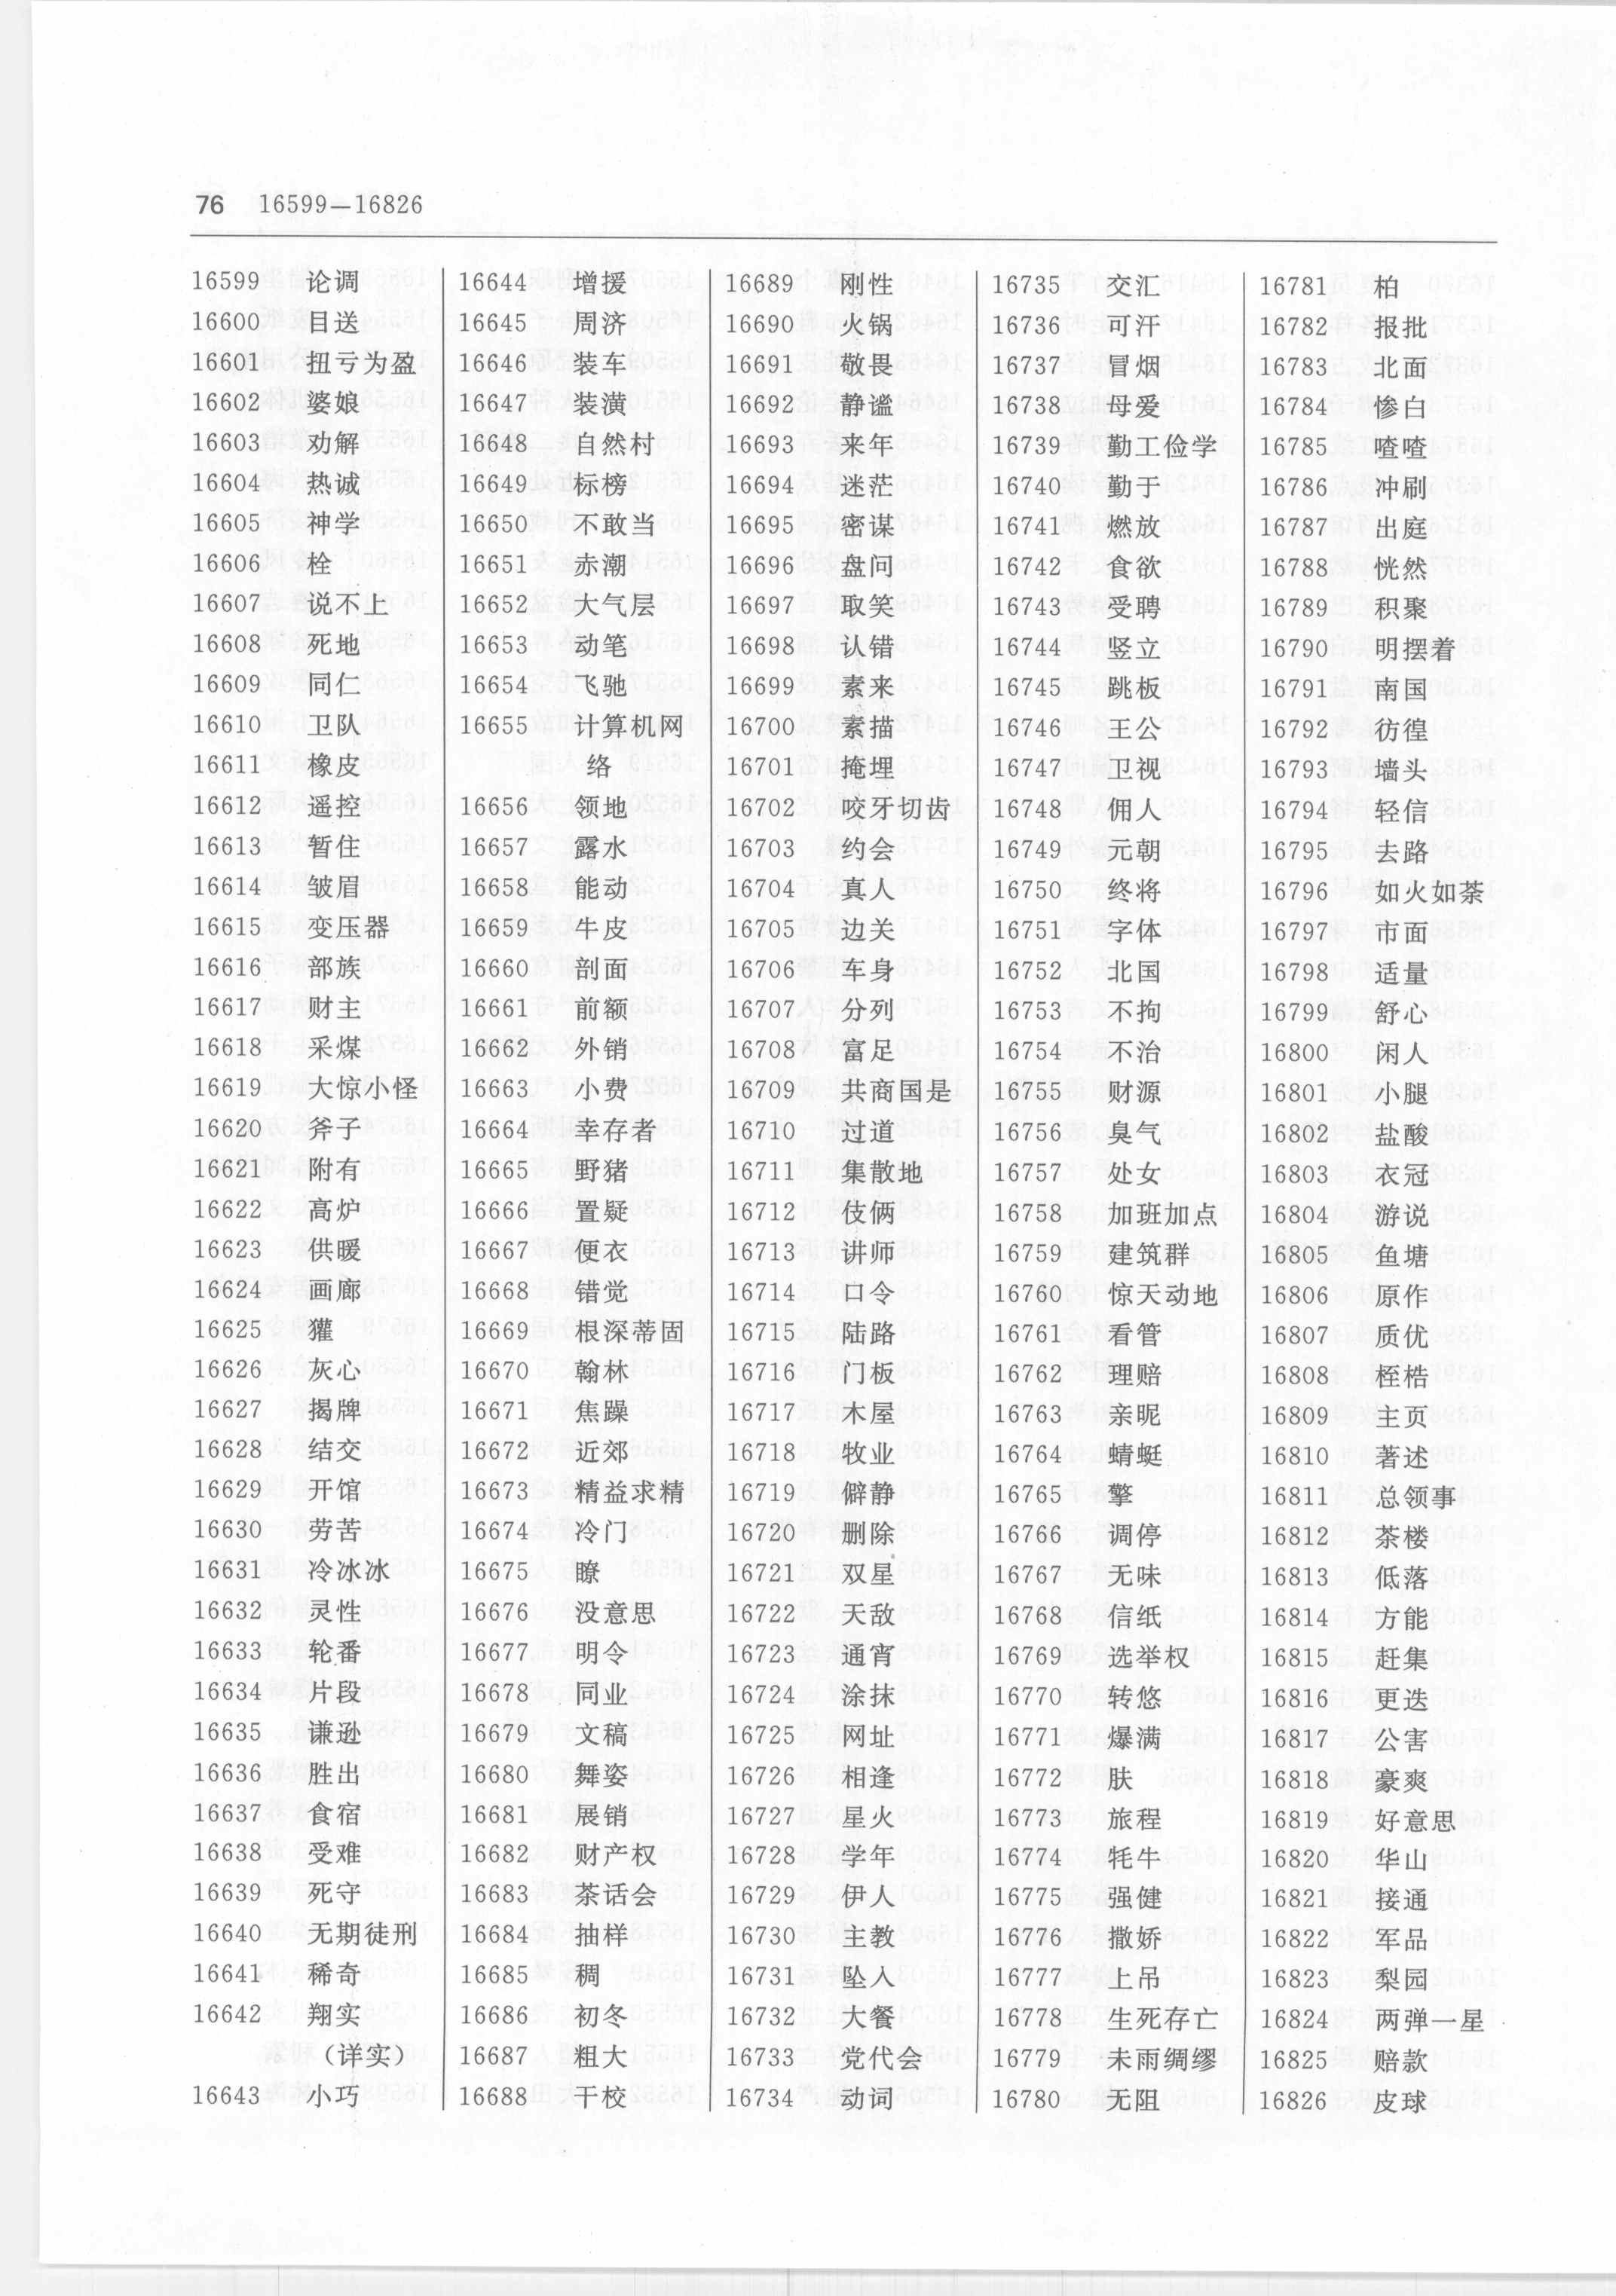 76 16599—16826
16599 论调
16600 目送
16601 扭亏为盈
16602 婆娘
16603 劝解
16604 热诚
16605 神学
16606 栓
16607 说不上
16608 死地
16609 同仁
16610 卫队
16611 橡皮
16612 遥控
16613 暂住
16614 皱眉
16615 变压器
16616 部族
16617 财主
16618 采煤
16619 大惊小怪
16620 斧子
16621 附有
16622 高炉
16623 供暖
16624 画廊
16625 獾
16626 灰心
16627 揭牌
16628 结交
16629 开馆
16630 劳苦
16631 冷冰冰
16632 灵性
16633 轮番
16634 片段
16635 谦逊
16636 胜出
16637 食宿
16638 受难
16639 死守
16640 无期徒刑
16641 稀奇
16642 翔实
（详实）
16643 小巧
16644 增援
16645 周济
16646 装车
16647 装潢
16648 自然村
16649 标榜
16650 不敢当
16651 赤潮
16652 大气层
16653 动笔
16654 飞驰
16655 计算机网
络
16656 领地
16657 露水
16658 能动
16659 牛皮
16660 剖面
16661 前额
16662 外销
16663 小费
16664 幸存者
16665 野猪
16666 置疑
16667 便衣
16668 错觉
16669 根深蒂固
16670 翰林
16671 焦躁
16672 近郊
16673 精益求精
16674 冷门
16675 瞭
16676 没意思
16677 明令
16678 同业
16679 文稿
16680 舞姿
16681 展销
16682 财产权
16683 茶话会
16684 抽样
16685 稠
16686 初冬
16687 粗大
16688 干校
16689 刚性
16690 火锅
16691 敬畏
16692 静谧
16693 来年
16694 迷茫
16695 密谋
16696 盘问
16697 取笑
16698 认错
16699 素来
16700 素描
16701 掩埋
16702 咬牙切齿
16703 约会
16704 真人
16705 边关
16706 车身
16707 分列
16708 富足
16709 共商国是
16710 过道
16711 集散地
16712 伎俩
16713 讲师
16714 口令
16715 陆路
16716 门板
16717 木屋
16718 牧业
16719 僻静
16720 删除
16721 双星
16722 天敌
16723 通宵
16724 涂抹
16725 网址
16726 相逢
16727 星火
16728 学年
16729 伊人
16730 主教
16731 坠入
16732 大餐
16733 党代会
16734 动词
16735 交汇
16736 可汗
16737 冒烟
16738 母爱
16739 勤工俭学
16740 勤于
16741 燃放
16742 食欲
16743 受聘
16744 竖立
16745 跳板
16746 王公
16747 卫视
16748 佣人
16749 元朝
16750 终将
16751 字体
16752 北国
16753 不拘
16754 不治
16755 财源
16756 臭气
16757 处女
16758 加班加点
16759 建筑群
16760 惊天动地
16761 看管
16762 理赔
16763 亲昵
16764 蜻蜓
16765 擎
16766 调停
16767 无味
16768 信纸
16769 选举权
16770 转悠
16771 爆满
16772 肤
16773 旅程
16774 牦牛
16775 强健
16776 撒娇
16777 上吊
16778 生死存亡
16779 未雨绸缪
16780 无阻
16781 柏
16782 报批
16783 北面
16784 惨白
16785 喳喳
16786 冲刷
16787 出庭
16788 恍然
16789 积聚
16790 明摆着
16791 南国
16792 彷徨
16793 墙头
16794 轻信
16795 去路
16796 如火如荼
16797 市面
16798 适量
16799 舒心
16800 闲人
16801 小腿
16802 盐酸
16803 衣冠
16804 游说
16805 鱼塘
16806 原作
16807 质优
16808 桎梏
16809 主页
16810 著述
16811 总领事
16812 茶楼
16813 低落
16814 方能
16815 赶集
16816 更迭
16817 公害
16818 豪爽
16819 好意思
16820 华山
16821 接通
16822 军品
16823 梨园
16824 两弹一星
16825 赔款
16826 皮球